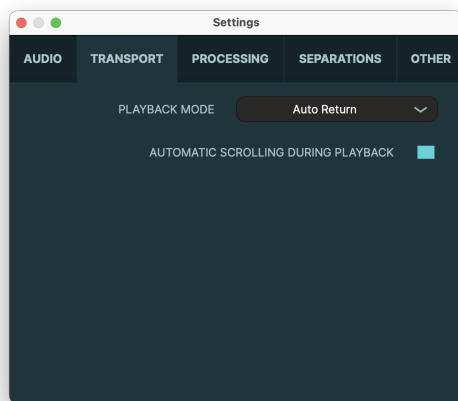 Settings
AUDIO TRANSPORT PROCESSING SEPARATIONS OTHER
PLAYBACK MODE Auto Return
AUTOMATIC SCROLLING DURING PLAYBACK